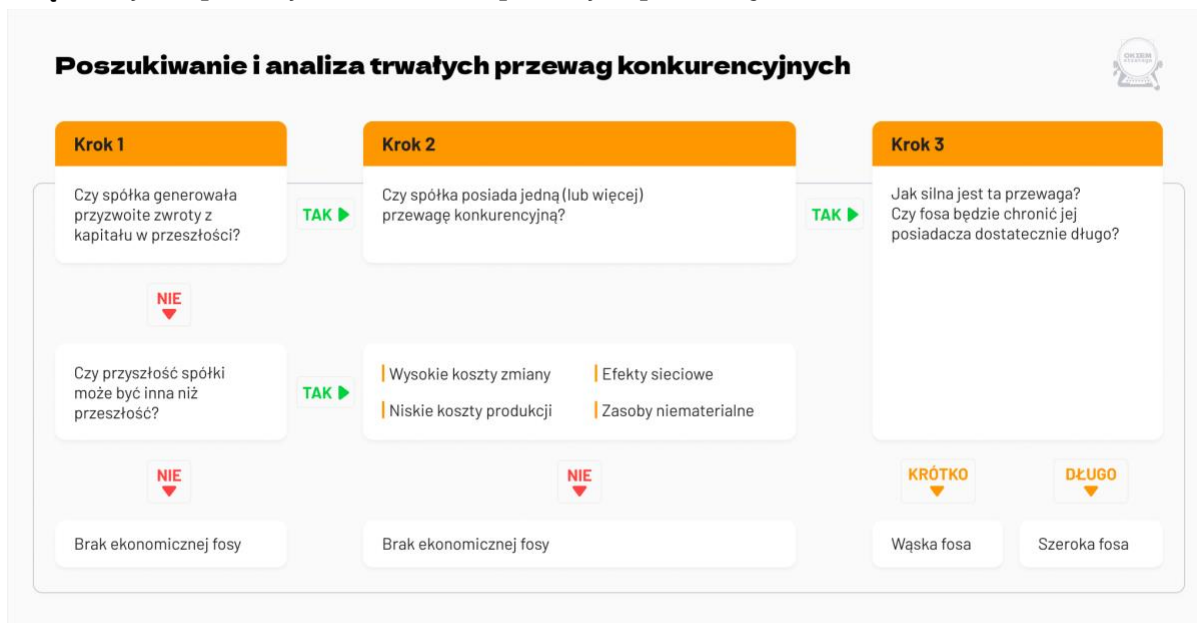 Poszukiwanie i analiza trwałych przewag konkurencyjnych
OKIEM
Krok 1
Czy spółka generowała
przyzwoite zwroty z
kapitału w przeszłości?
TAK
NIE
Czy przyszłość spółki
może być inna niż
przeszłość?
TAK
NIE
Brak ekonomicznej fosy
Krok 2
Czy spółka posiada jedną (lub więcej)
przewagę konkurencyjną?
TAK
Wysokie koszty zmiany
Efekty sieciowe
Niskie koszty produkcji
Zasoby niematerialne
NIE
Brak ekonomicznej fosy
Krok 3
Jak silna jest ta przewaga?
Czy fosa będzie chronić jej
posiadacza dostatecznie długo?
KRÓTKO
DŁUGO
Wąska fosa
Szeroka fosa